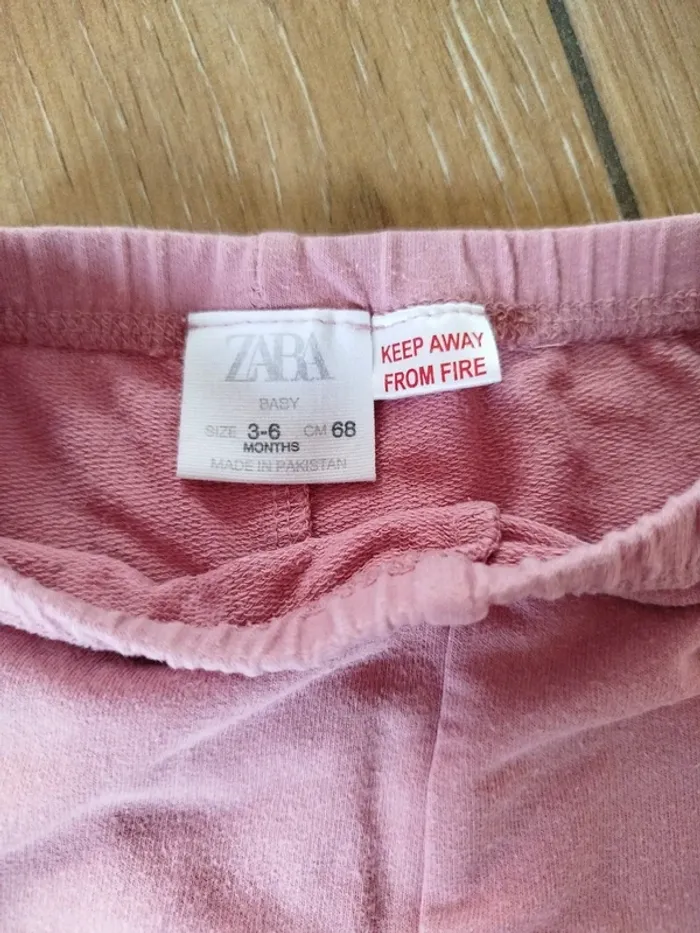 ZARA
BABY
SIZE 3-6 CM 68
MONTHS
MADE IN PAKISTAN
KEEP AWAY
FROM FIRE